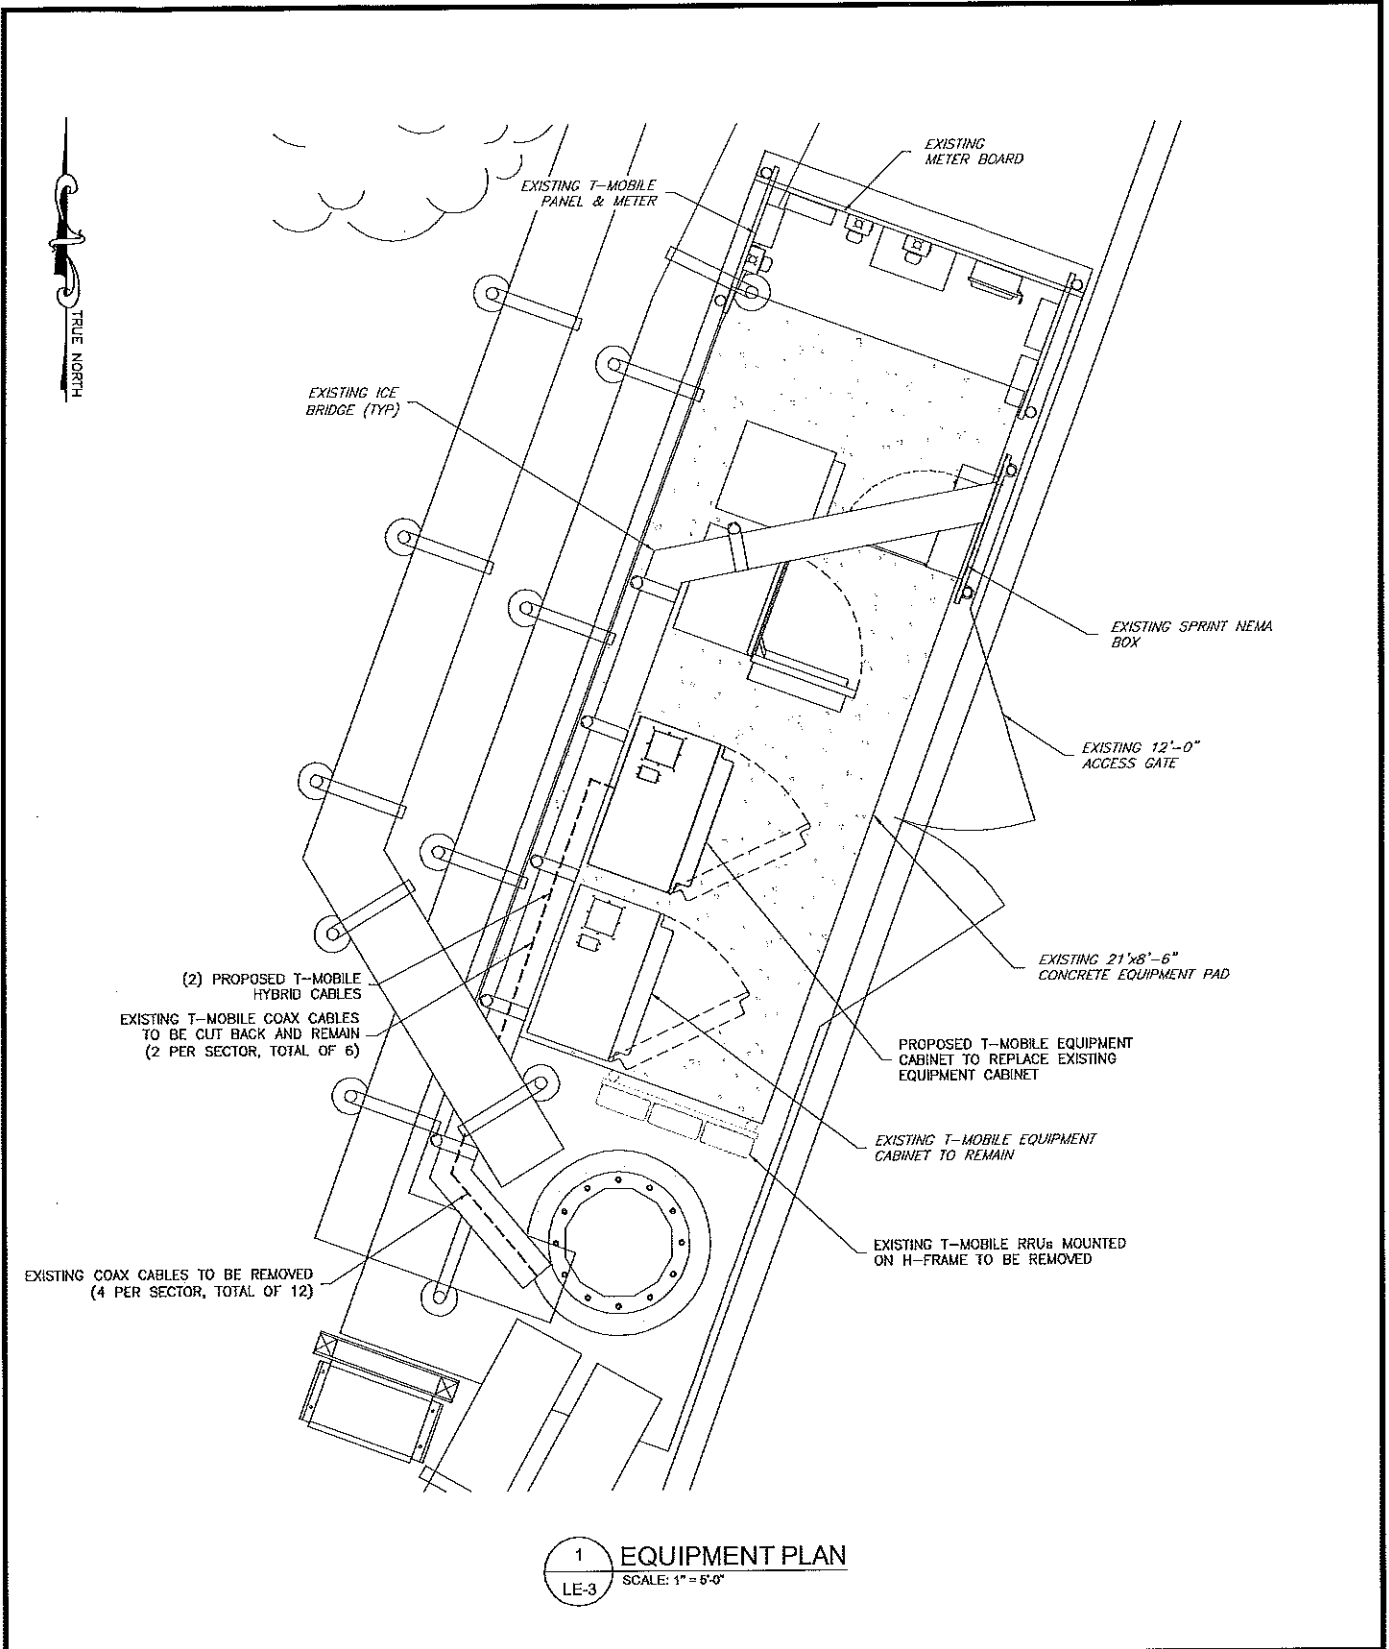 EXISTING
METER BOARD
EXISTING T-MOBILE
PANEL & METER
TRUE NORTH
EXISTING ICE
BRIDGE (TYP)
EXISTING SPRINT NEMA
BOX
EXISTING 12'-0"
ACCESS GATE
EXISTING 21'x8'-6"
CONCRETE EQUIPMENT PAD
(2) PROPOSED T-MOBILE
HYBRID CABLES
EXISTING T-MOBILE COAX CABLES
TO BE CUT BACK AND REMAIN
(2 PER SECTOR, TOTAL OF 6)
PROPOSED T-MOBILE EQUIPMENT
CABINET TO REPLACE EXISTING
EQUIPMENT CABINET
EXISTING T-MOBILE EQUIPMENT
CABINET TO REMAIN
EXISTING T-MOBILE RRUs MOUNTED
ON H-FRAME TO BE REMOVED
EXISTING COAX CABLES TO BE REMOVED
(4 PER SECTOR, TOTAL OF 12)
1
LE-3
EQUIPMENT PLAN
SCALE: 1" = 5'-0"